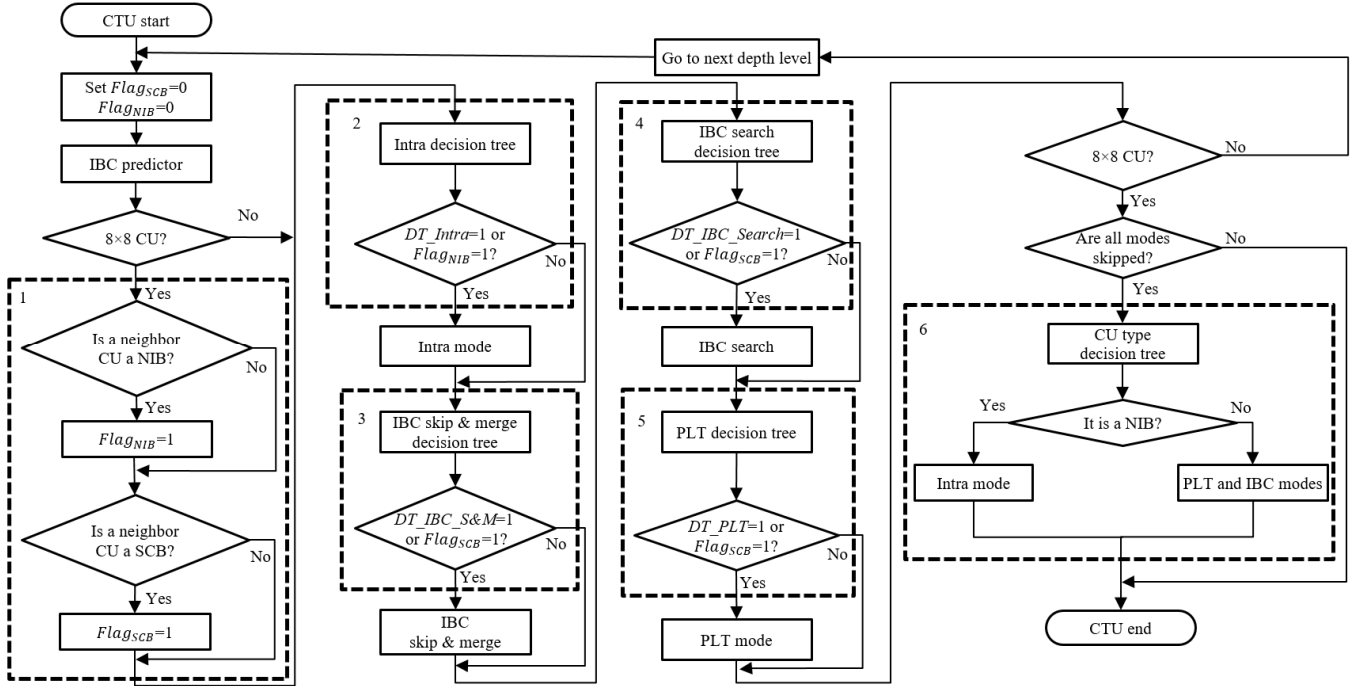 CTU start
Go to next depth level
Set Flag_SCB=0
Flag_NIB=0
IBC predictor
8×8 CU?
No
Yes
1
Is a neighbor
CU a NIB?
No
Yes
Flag_NIB=1
Is a neighbor
CU a SCB?
No
Yes
Flag_SCB=1
2
Intra decision tree
DT_Intra=1 or
Flag_NIB=1?
No
Yes
Intra mode
3
IBC skip & merge
decision tree
DT_IBC_S&M=1
or Flag_SCB=1?
No
Yes
IBC
skip & merge
4
IBC search
decision tree
DT_IBC_Search=1
or Flag_SCB=1?
No
Yes
IBC search
5
PLT decision tree
DT_PLT=1 or
Flag_SCB=1?
No
Yes
PLT mode
8×8 CU?
No
Yes
Are all modes
skipped?
No
Yes
6
CU type
decision tree
Yes
It is a NIB?
No
Intra mode
PLT and IBC modes
CTU end